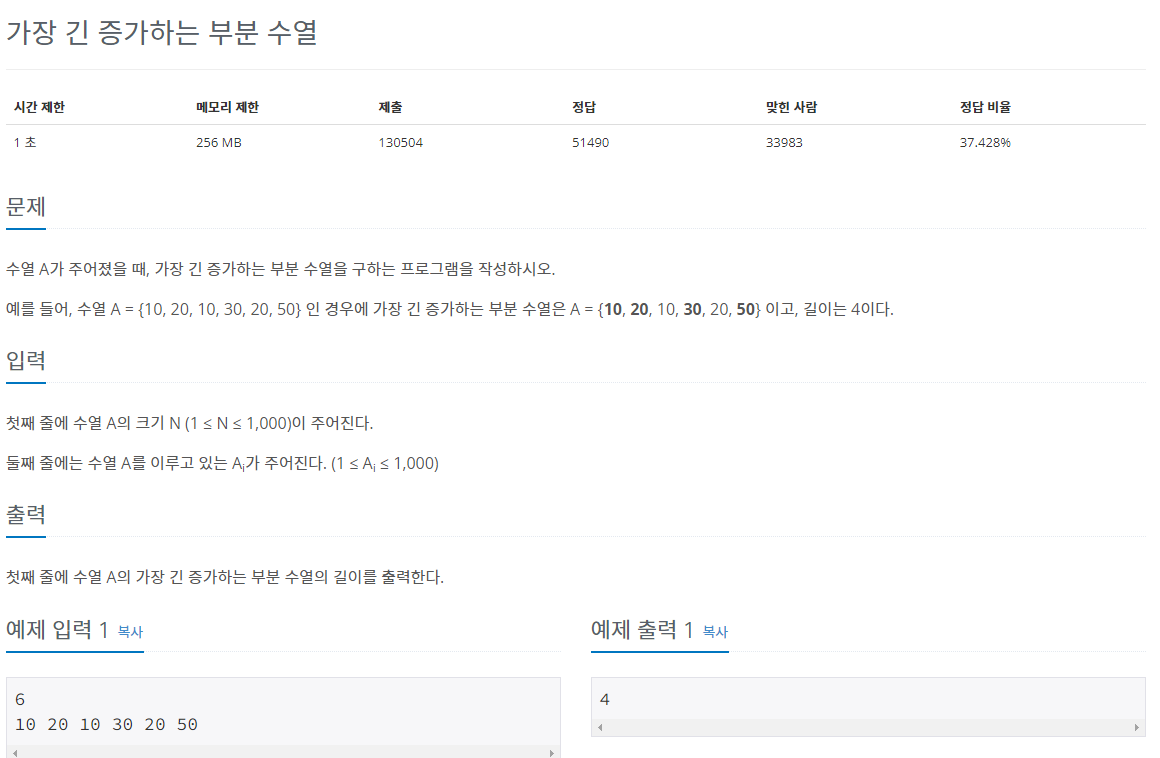 가장 긴 증가하는 부분 수열
시간 제한 메모리 제한 제출 정답 맞힌 사람 정답 비율
1 초 256 MB 130504 51490 33983 37.428%
문제
수열 A가 주어졌을 때, 가장 긴 증가하는 부분 수열을 구하는 프로그램을 작성하시오.
예를 들어, 수열 A = {10, 20, 10, 30, 20, 50} 인 경우에 가장 긴 증가하는 부분 수열은 A = {10, 20, 10, 30, 20, 50} 이고, 길이는 4이다.
입력
첫째 줄에 수열 A의 크기 N (1 ≤ N ≤ 1,000)이 주어진다.
둘째 줄에는 수열 A를 이루고 있는 Ai가 주어진다. (1 ≤ Ai ≤ 1,000)
출력
첫째 줄에 수열 A의 가장 긴 증가하는 부분 수열의 길이를 출력한다.
예제 입력 1 복사
6
10 20 10 30 20 50
예제 출력 1 복사
4